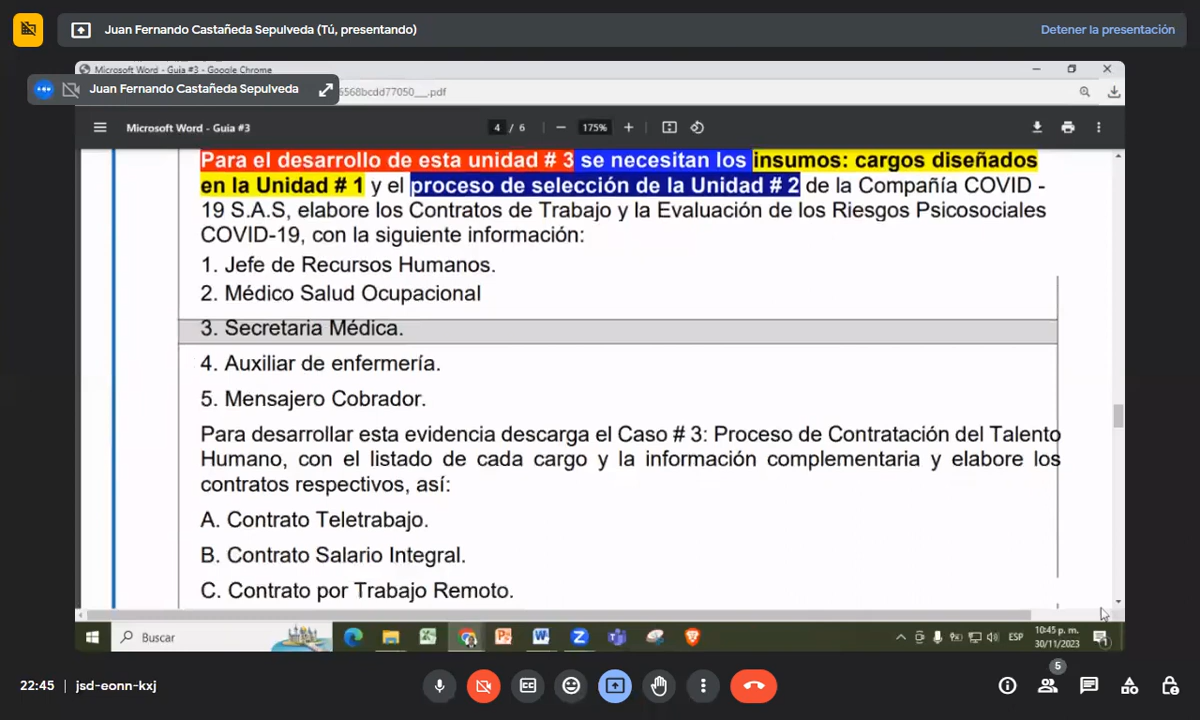 Juan Fernando Castañeda Sepulveda (Tú, presentando)
Detener la presentación
Microsoft Word - Guia #3 - Google Chrome
Juan Fernando Castañeda Sepulveda
6568bcdd77050__.pdf
Microsoft Word - Guia #3
4 / 6
175%
Para el desarrollo de esta unidad # 3 se necesitan los insumos: cargos diseñados
en la Unidad # 1 y el proceso de selección de la Unidad # 2 de la Compañía COVID -
19 S.A.S, elabore los Contratos de Trabajo y la Evaluación de los Riesgos Psicosociales
COVID-19, con la siguiente información:
1. Jefe de Recursos Humanos.
2. Médico Salud Ocupacional
3. Secretaria Médica.
4. Auxiliar de enfermería.
5. Mensajero Cobrador.
Para desarrollar esta evidencia descarga el Caso # 3: Proceso de Contratación del Talento
Humano, con el listado de cada cargo y la información complementaria y elabore los
contratos respectivos, así:
A. Contrato Teletrabajo.
B. Contrato Salario Integral.
C. Contrato por Trabajo Remoto.
Buscar
ESP
10:45 p. m.
30/11/2023
1
22:45 | jsd-eonn-kxj
5